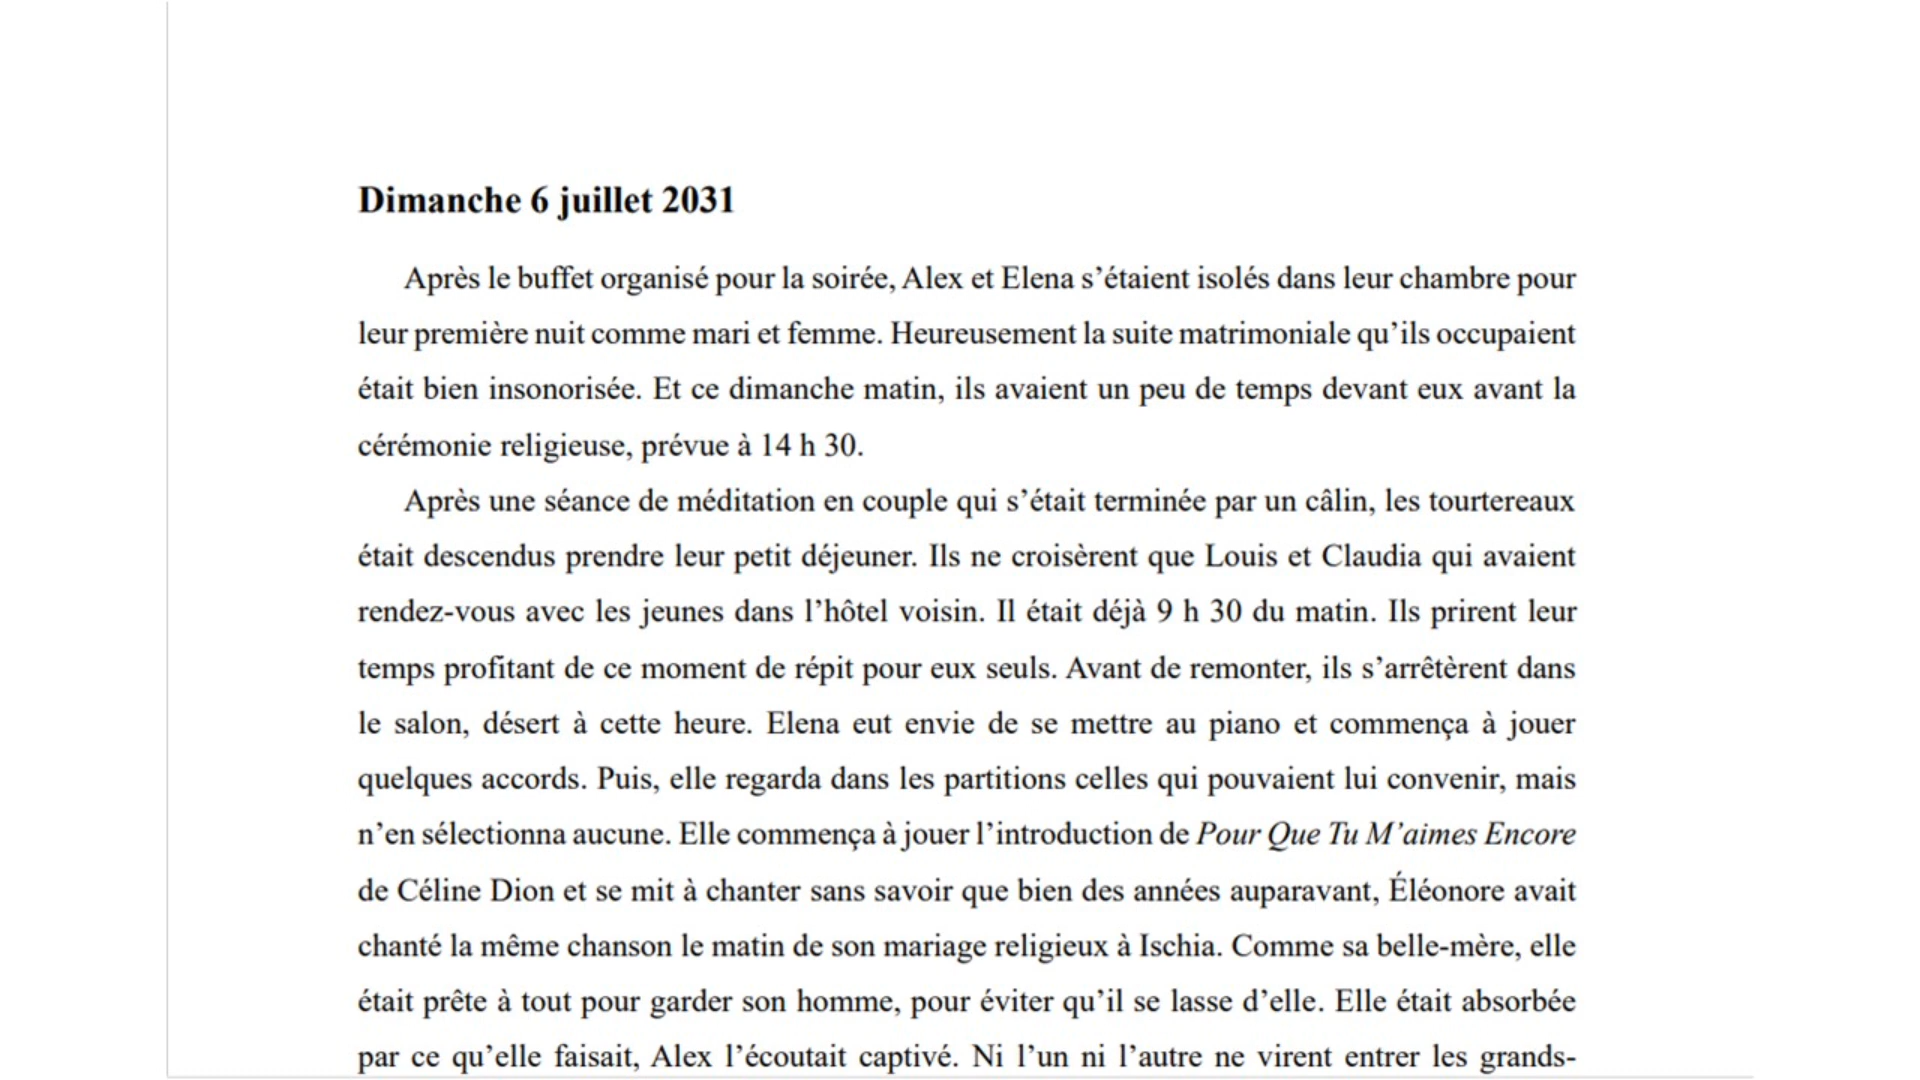 Dimanche 6 juillet 2031
Après le buffet organisé pour la soirée, Alex et Elena s’étaient isolés dans leur chambre pour
leur première nuit comme mari et femme. Heureusement la suite matrimoniale qu’ils occupaient
était bien insonorisée. Et ce dimanche matin, ils avaient un peu de temps devant eux avant la
cérémonie religieuse, prévue à 14 h 30.
Après une séance de méditation en couple qui s’était terminée par un câlin, les tourtereaux
était descendus prendre leur petit déjeuner. Ils ne croisèrent que Louis et Claudia qui avaient
rendez-vous avec les jeunes dans l’hôtel voisin. Il était déjà 9 h 30 du matin. Ils prirent leur
temps profitant de ce moment de répit pour eux seuls. Avant de remonter, ils s’arrêtèrent dans
le salon, désert à cette heure. Elena eut envie de se mettre au piano et commença à jouer
quelques accords. Puis, elle regarda dans les partitions celles qui pouvaient lui convenir, mais
n’en sélectionna aucune. Elle commença à jouer l’introduction de Pour Que Tu M’aimes Encore
de Céline Dion et se mit à chanter sans savoir que bien des années auparavant, Éléonore avait
chanté la même chanson le matin de son mariage religieux à Ischia. Comme sa belle-mère, elle
était prête à tout pour garder son homme, pour éviter qu’il se lasse d’elle. Elle était absorbée
par ce qu’elle faisait, Alex l’écoutait captivé. Ni l’un ni l’autre ne virent entrer les grands-